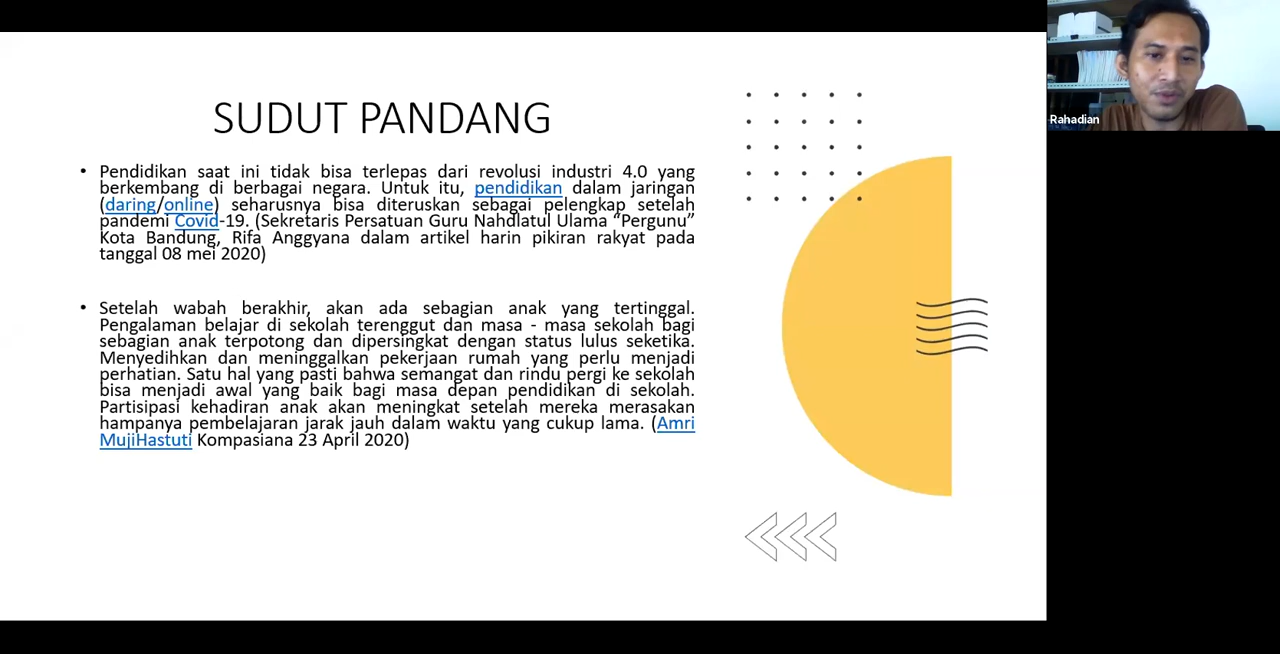 SUDUT PANDANG
• Pendidikan saat ini tidak bisa terlepas dari revolusi industri 4.0 yang
berkembang di berbagai negara. Untuk itu, pendidikan dalam jaringan
(daring/online) seharusnya bisa diteruskan sebagai pelengkap setelah
pandemi Covid-19. (Sekretaris Persatuan Guru Nahdlatul Ulama “Pergunu”
Kota Bandung, Rifa Anggyana dalam artikel harin pikiran rakyat pada
tanggal 08 mei 2020)
• Setelah wabah berakhir, akan ada sebagian anak yang tertinggal.
Pengalaman belajar di sekolah terenggut dan masa - masa sekolah bagi
sebagian anak terpotong dan dipersingkat dengan status lulus seketika.
Menyedihkan dan meninggalkan pekerjaan rumah yang perlu menjadi
perhatian. Satu hal yang pasti bahwa semangat dan rindu pergi ke sekolah
bisa menjadi awal yang baik bagi masa depan pendidikan di sekolah.
Partisipasi kehadiran anak akan meningkat setelah mereka merasakan
hampanya pembelajaran jarak jauh dalam waktu yang cukup lama. (Amri
MujiHastuti Kompasiana 23 April 2020)
Rahadian